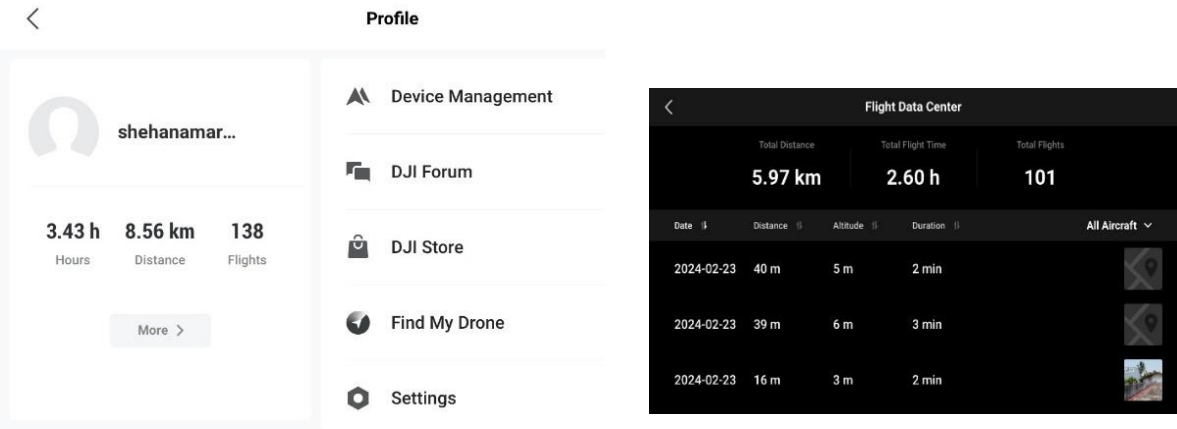 Profile
shehanamar...
3.43 h 8.56 km 138
Hours Distance Flights
More
Device Management
DJI Forum
DJI Store
Find My Drone
Settings
Flight Data Center
Total Distance Total Flight Time Total Flights
5.97 km 2.60 h 101
Date Distance Altitude Duration All Aircraft
2024-02-23 40 m 5 m 2 min
2024-02-23 39 m 6 m 3 min
2024-02-23 16 m 3 m 2 min